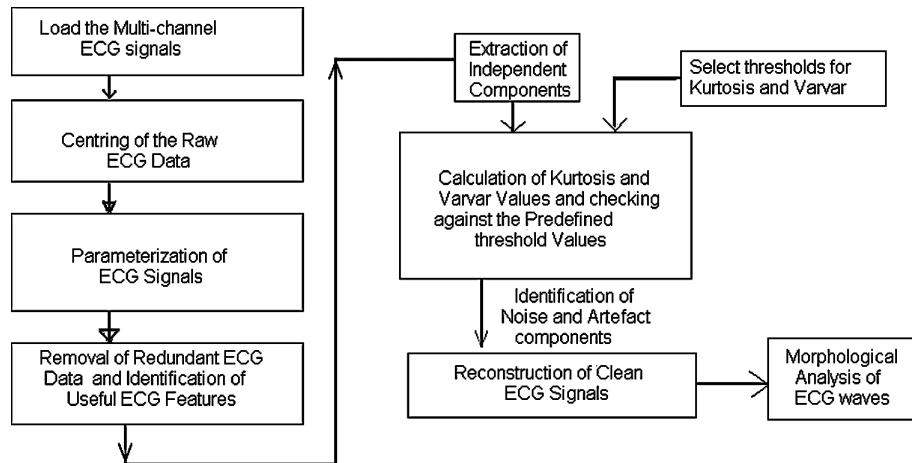 Load the Multi-channel
ECG signals
Centring of the Raw
ECG Data
Parameterization of
ECG Signals
Removal of Redundant ECG
Data and Identification of
Useful ECG Features
Extraction of
Independent
Components
Select thresholds for
Kurtosis and Varvar
Calculation of Kurtosis and
Varvar Values and checking
against the Predefined
threshold Values
Identification of
Noise and Artefact
components
Reconstruction of Clean
ECG Signals
Morphological
Analysis of
ECG waves